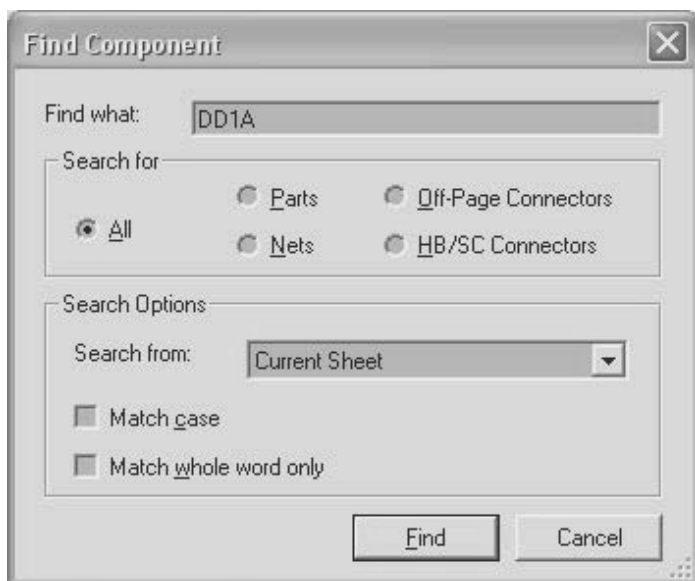 Find Component
Find what: DD1A
Search for
Parts Off-Page Connectors
All
Nets HB/SC Connectors
Search Options
Search from: Current Sheet
Match case
Match whole word only
Find Cancel